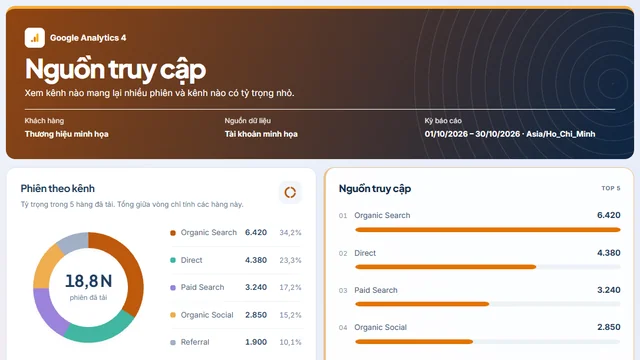 Google Analytics 4
Nguồn truy cập
Xem kênh nào mang lại nhiều phiên và kênh nào có tỷ trọng nhỏ.
Khách hàng
Thương hiệu minh họa
Nguồn dữ liệu
Tài khoản minh họa
Kỳ báo cáo
01/10/2026 – 30/10/2026 · Asia/Ho_Chi_Minh
Phiên theo kênh
Tỷ trọng trong 5 hàng đã tải. Tổng giữa vòng chỉ tính các hàng này.
18,8 N
phiên đã tải
Organic Search 6.420 34,2%
Direct 4.380 23,3%
Paid Search 3.240 17,2%
Organic Social 2.850 15,2%
Referral 1.900 10,1%
Nguồn truy cập TOP 5
01 Organic Search 6.420
02 Direct 4.380
03 Paid Search 3.240
04 Organic Social 2.850